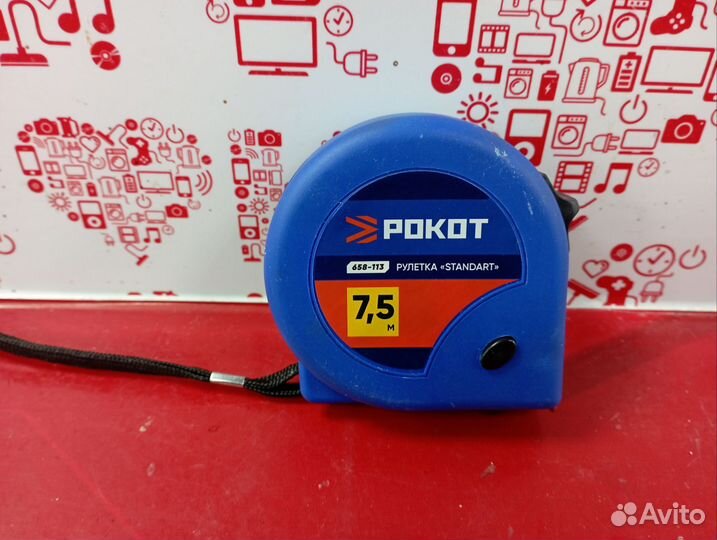 РОКОТ
658-113 РУЛЕТКА «STANDART»
7,5
М
Avito